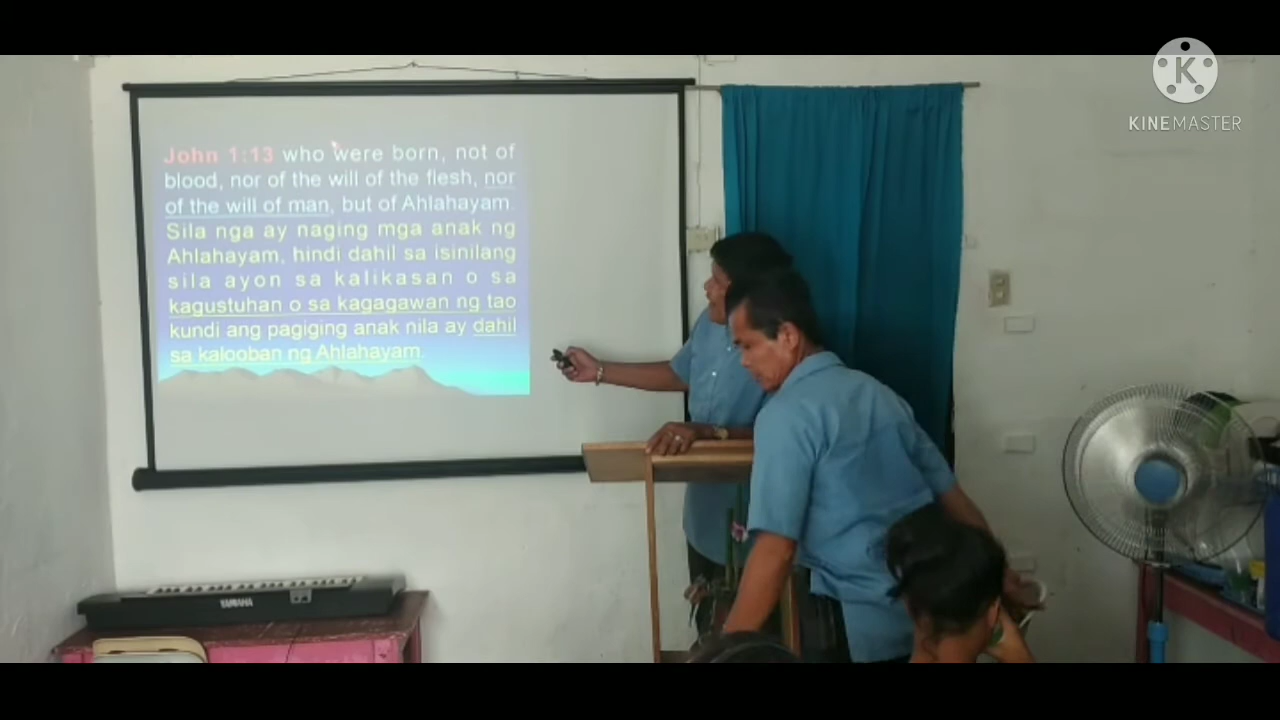 John 1:13 who were born, not of
blood, nor of the will of the flesh, nor
of the will of man, but of Ahlahayam.
Sila nga ay naging mga anak ng
Ahlahayam, hindi dahil sa isinilang
sila ayon sa kalikasan o sa
kagustuhan o sa kagagawan ng tao
kundi ang pagiging anak nila ay dahil
sa kalooban ng Ahlahayam.
K
KINEMASTER
YAMAHA